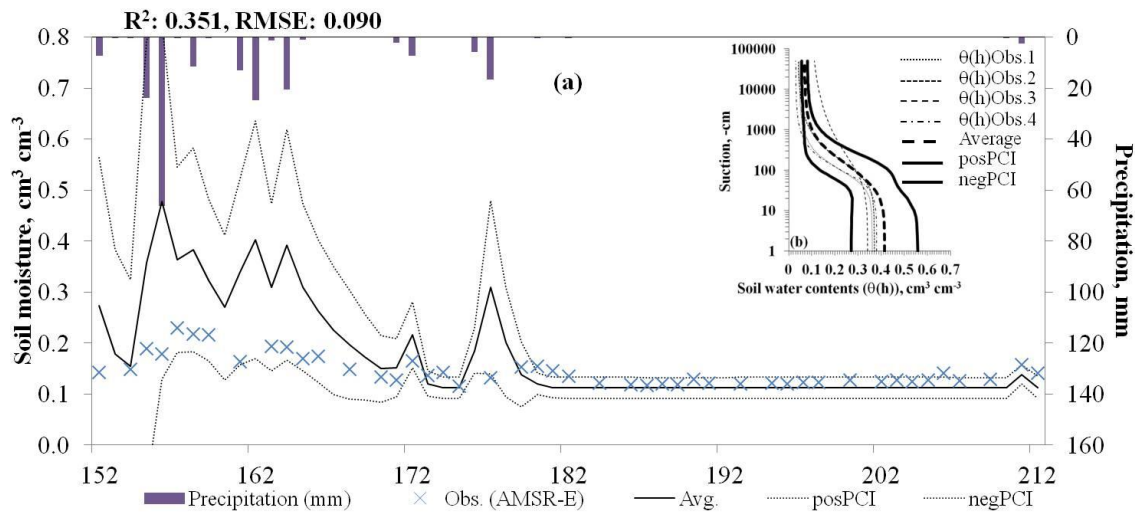 R²: 0.351, RMSE: 0.090
Soil moisture, cm³ cm⁻³
0.8
0.7
0.6
0.5
0.4
0.3
0.2
0.1
0.0
(a)
0
20
40
60
80
100
120
140
160
Precipitation, mm
152 162 172 182 192 202 212
Precipitation (mm) Obs. (AMSR-E) Avg. posPCI negPCI
Suction, -cm
100000
10000
1000
100
10
1
(b)
0 0.1 0.2 0.3 0.4 0.5 0.6 0.7
Soil water contents (θ(h)), cm³ cm⁻³
θ(h)Obs.1
θ(h)Obs.2
θ(h)Obs.3
θ(h)Obs.4
Average
posPCI
negPCI